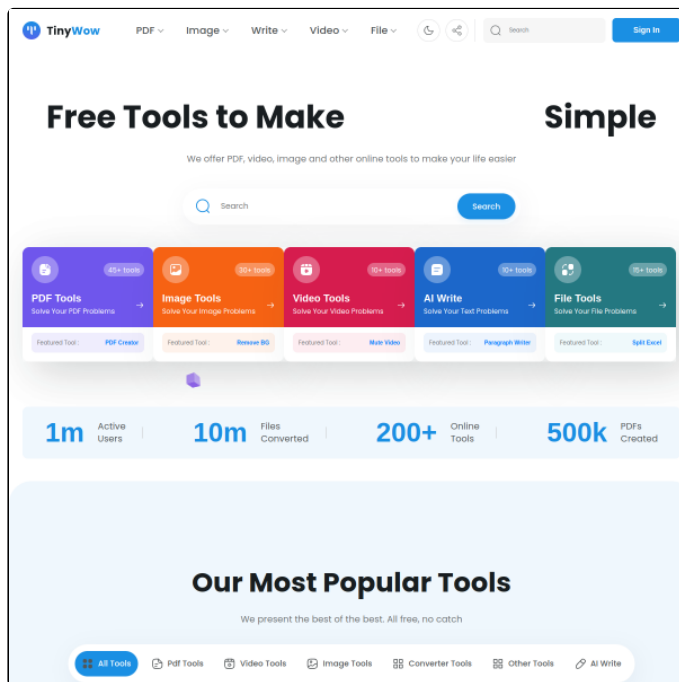 TinyWow PDF Image Write Video File Search Sign In
Free Tools to Make Simple
We offer PDF, video, image and other online tools to make your life easier
Search Search
45+ tools
PDF Tools
Solve Your PDF Problems
Featured Tool : PDF Creator
30+ tools
Image Tools
Solve Your Image Problems
Featured Tool : Remove BG
10+ tools
Video Tools
Solve Your Video Problems
Featured Tool : Mute Video
10+ tools
AI Write
Solve Your Text Problems
Featured Tool : Paragraph Writer
15+ tools
File Tools
Solve Your File Problems
Featured Tool : Split Excel
1m Active Users
10m Files Converted
200+ Online Tools
500k PDFs Created
Our Most Popular Tools
We present the best of the best. All free, no catch
All Tools Pdf Tools Video Tools Image Tools Converter Tools Other Tools AI Write